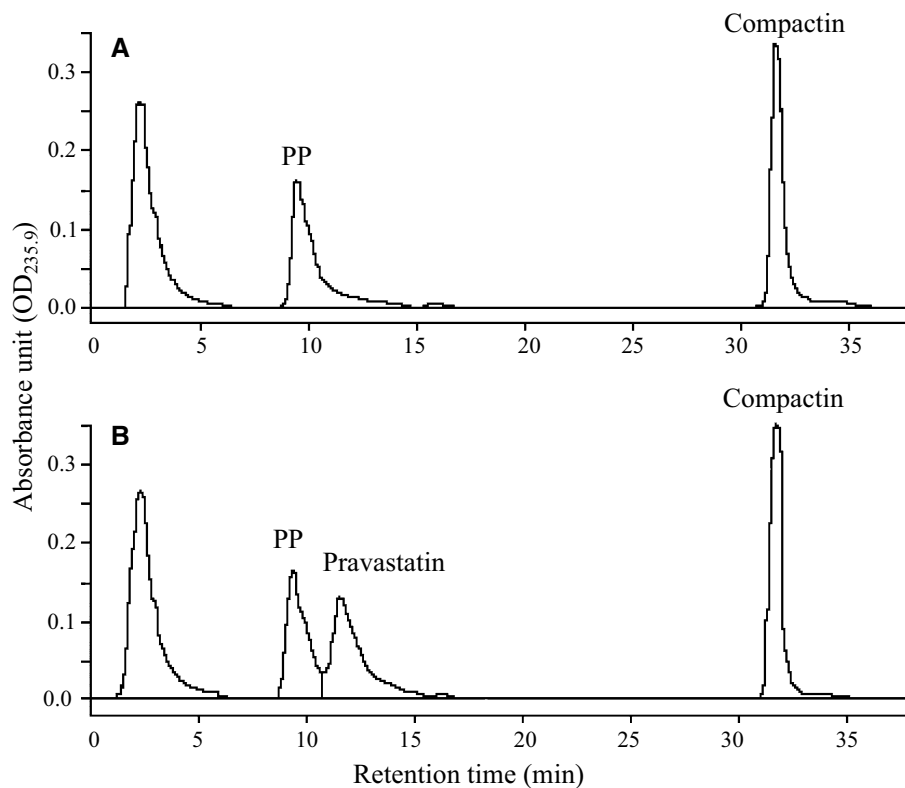 Absorbance unit (OD235.9)
A
Compactin
PP
0.3
0.2
0.1
0.0
0 5 10 15 20 25 30 35
B
Compactin
PP
Pravastatin
0.3
0.2
0.1
0.0
0 5 10 15 20 25 30 35
Retention time (min)